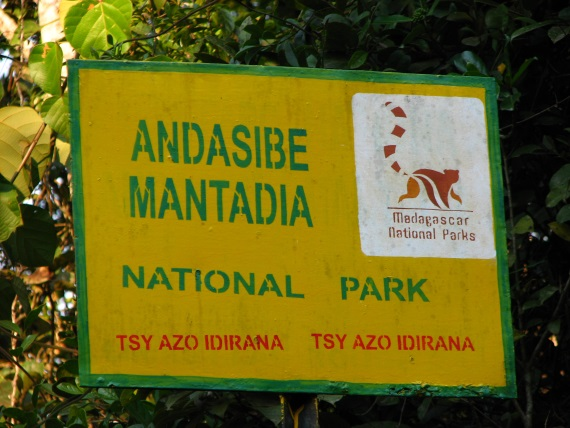 ANDASIBE
MANTADIA
Madagascar
National Parks
NATIONAL PARK
TSY AZO IDIRANA TSY AZO IDIRANA